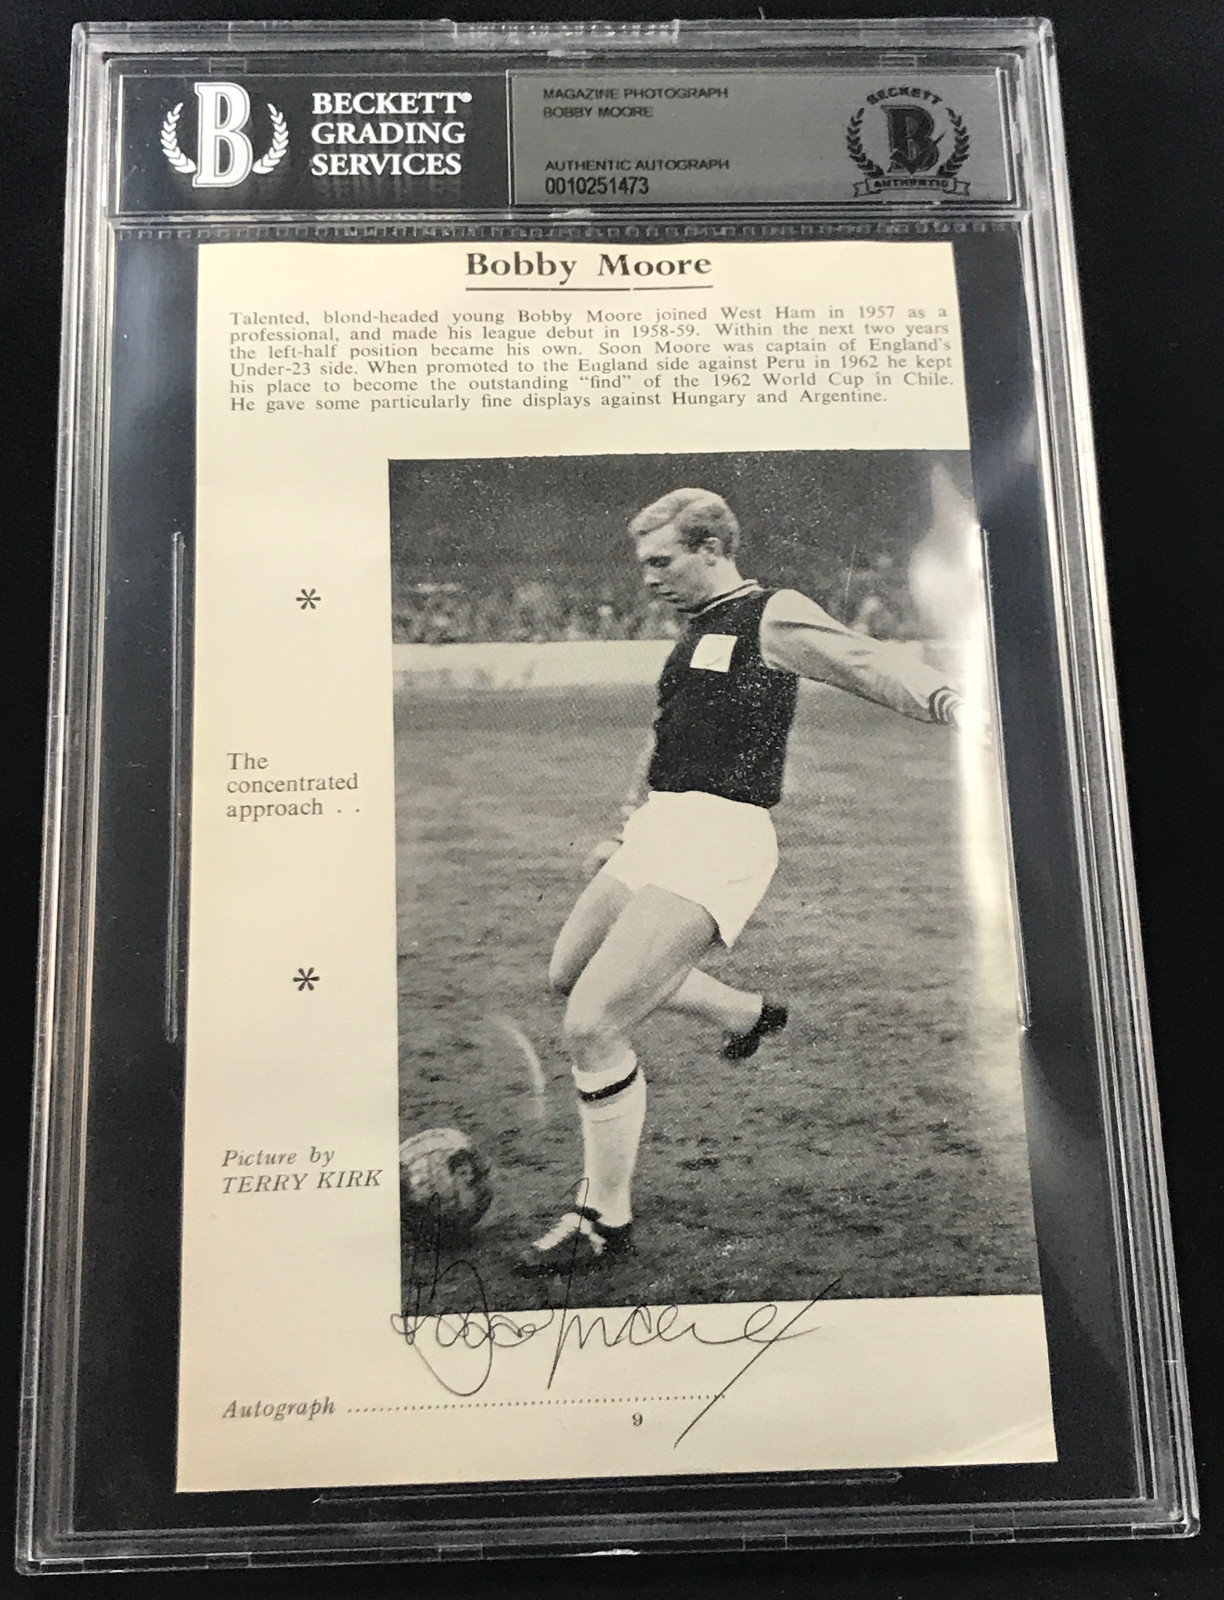 B
BECKETT®
GRADING
SERVICES
MAGAZINE PHOTOGRAPH
BOBBY MOORE
AUTHENTIC AUTOGRAPH
0010251473
BECKETT
B
AUTHENTIC
Bobby Moore
Talented, blond-headed young Bobby Moore joined West Ham in 1957 as a
professional, and made his league debut in 1958-59. Within the next two years
the left-half position became his own. Soon Moore was captain of England's
Under-23 side. When promoted to the England side against Peru in 1962 he kept
his place to become the outstanding "find" of the 1962 World Cup in Chile.
He gave some particularly fine displays against Hungary and Argentine.
*
The
concentrated
approach . .
*
Picture by
TERRY KIRK
Bobby Moore
Autograph ..........................................................
9